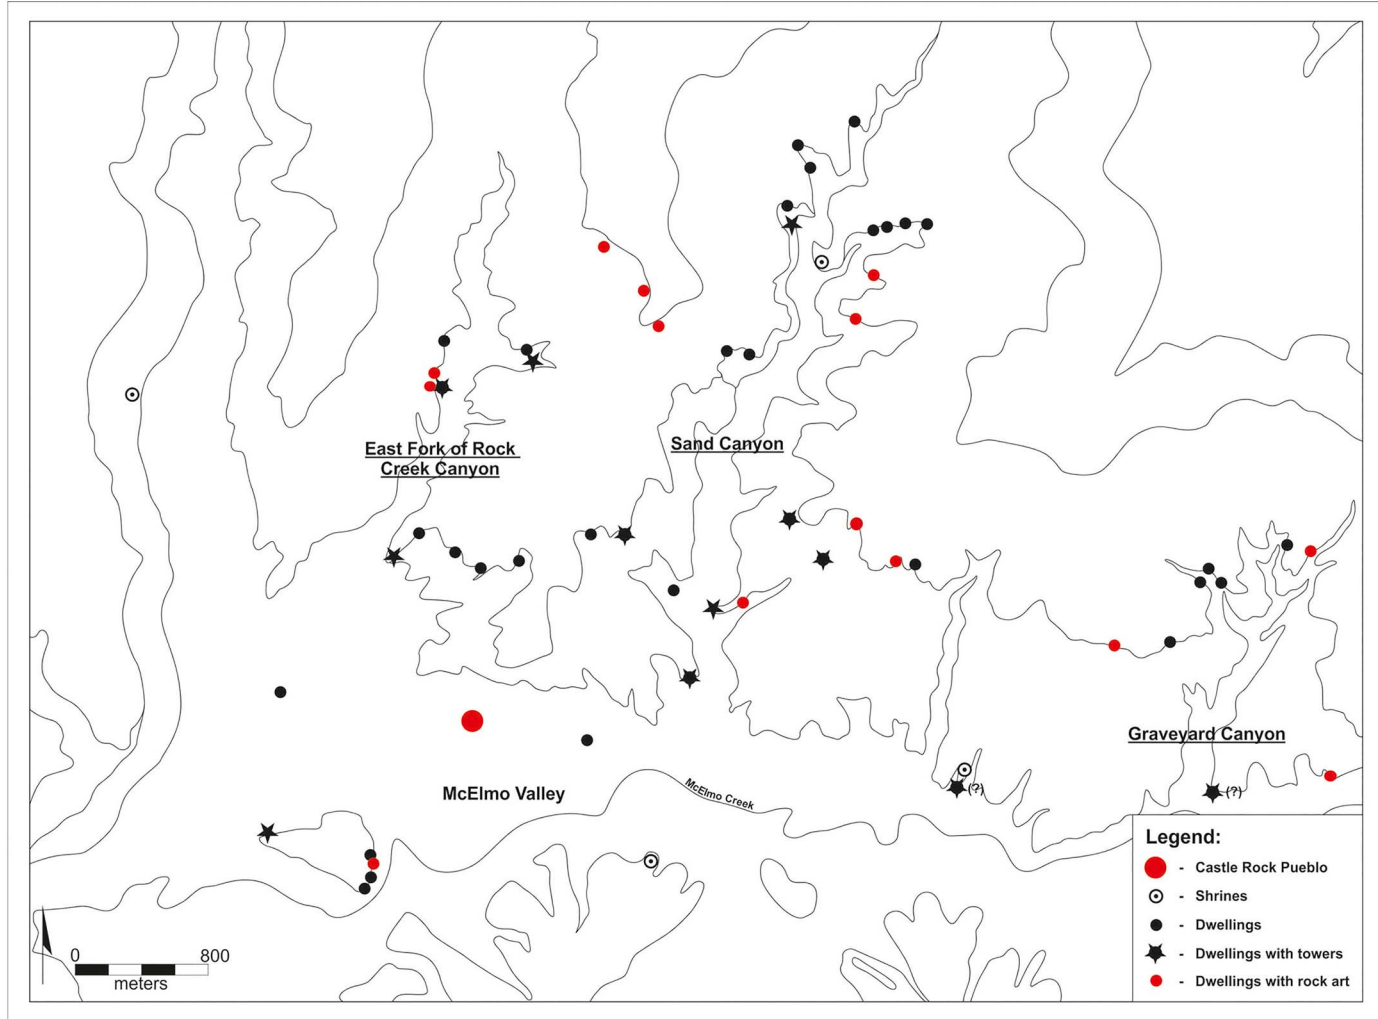 East Fork of Rock
Creek Canyon
Sand Canyon
Graveyard Canyon
McElmo Valley
McElmo Creek
(?)
(?)
0 800
meters
Legend:
- Castle Rock Pueblo
- Shrines
- Dwellings
- Dwellings with towers
- Dwellings with rock art